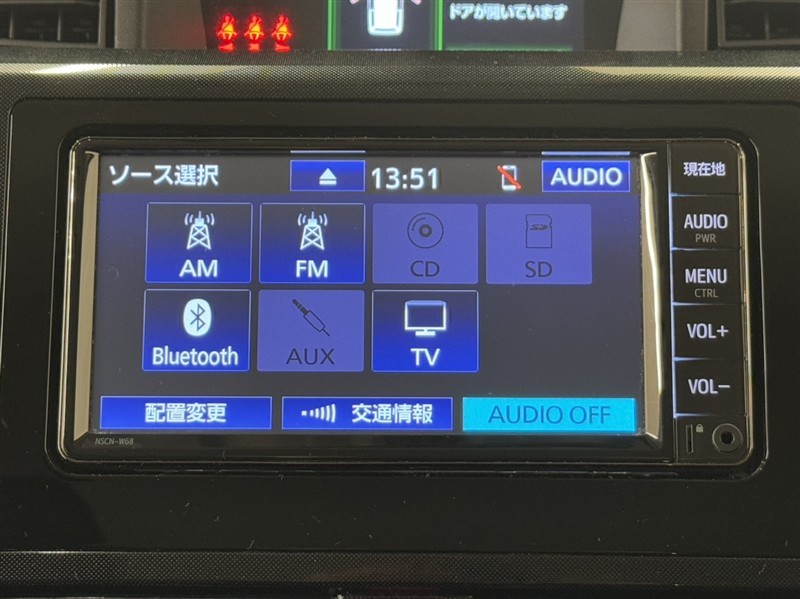 ドアが開いています
ソース選択
13:51
AUDIO
現在地
AUDIO
PWR
MENU
CTRL
VOL+
VOL-
AM
FM
CD
SD
Bluetooth
AUX
TV
配置変更
交通情報
AUDIO OFF
NSCN-W68